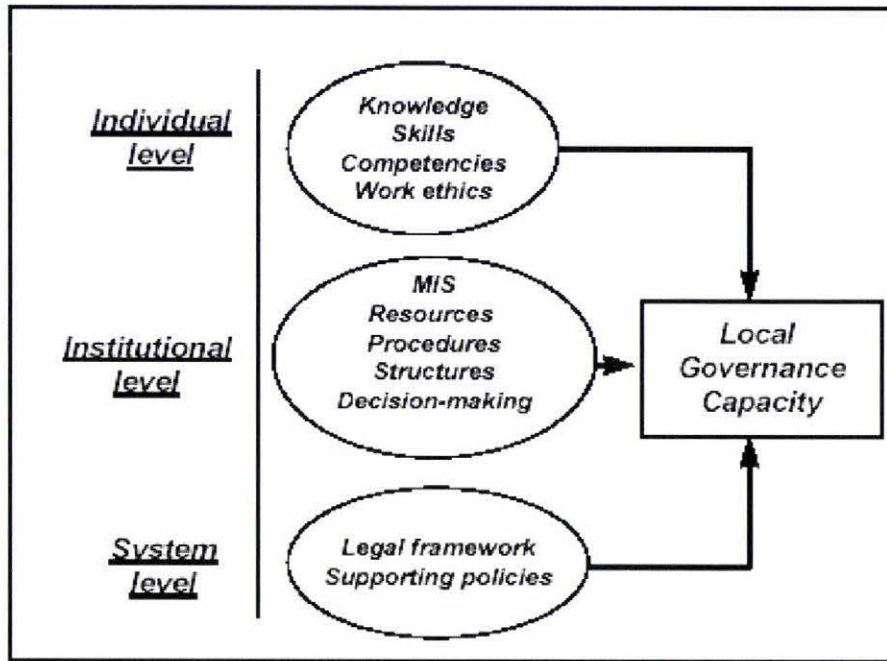 Individual
level
Knowledge
Skills
Competencies
Work ethics
Institutional
level
MIS
Resources
Procedures
Structures
Decision-making
Local
Governance
Capacity
System
level
Legal framework
Supporting policies